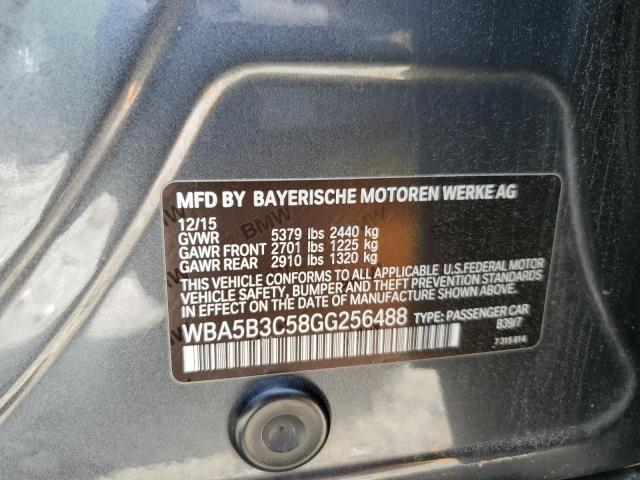 MFD BY BAYERISCHE MOTOREN WERKE AG
12/15
GVWR 5379 lbs 2440 kg
GAWR FRONT 2701 lbs 1225 kg
GAWR REAR 2910 lbs 1320 kg
THIS VEHICLE CONFORMS TO ALL APPLICABLE U.S.FEDERAL MOTOR
VEHICLE SAFETY, BUMPER, AND THEFT PREVENTION STANDARDS
IN EFFECT ON THE DATE OF MANUFACTURE SHOWN ABOVE.
WBA5B3C58GG256488 TYPE: PASSENGER CAR
B39/7
7 315 814